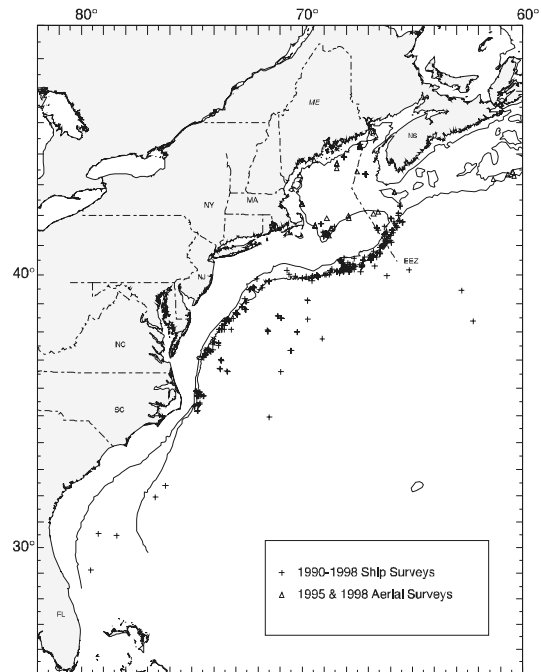 80° 70° 60°
ME
NS
NY MA
40° EEZ
NJ
NC
SC
30°
+ 1990-1998 Ship Surveys
△ 1995 & 1998 Aerial Surveys
FL